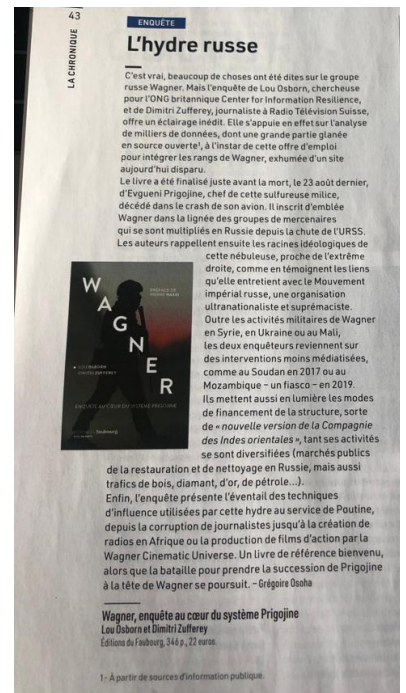 43
LA CHRONIQUE
ENQUÊTE
L'hydre russe
C'est vrai, beaucoup de choses ont été dites sur le groupe
russe Wagner. Mais l'enquête de Lou Osborn, chercheuse
pour l'ONG britannique Center for Information Resilience,
et de Dimitri Zufferey, journaliste à Radio Télévision Suisse,
offre un éclairage inédit. Elle s'appuie en effet sur l'analyse
de milliers de données, dont une grande partie glanée
en source ouverte¹, à l'instar de cette offre d'emploi
pour intégrer les rangs de Wagner, exhumée d'un site
aujourd'hui disparu.
Le livre a été finalisé juste avant la mort, le 23 août dernier,
d'Evgueni Prigojine, chef de cette sulfureuse milice,
décédé dans le crash de son avion. Il inscrit d'emblée
Wagner dans la lignée des groupes de mercenaires
qui se sont multipliés en Russie depuis la chute de l'URSS.
Les auteurs rappellent ensuite les racines idéologiques de
cette nébuleuse, proche de l'extrême
droite, comme en témoignent les liens
qu'elle entretient avec le Mouvement
impérial russe, une organisation
ultranationaliste et suprémaciste.
Outre les activités militaires de Wagner
en Syrie, en Ukraine ou au Mali,
les deux enquêteurs reviennent sur
des interventions moins médiatisées,
comme au Soudan en 2017 ou au
Mozambique – un fiasco – en 2019.
Ils mettent aussi en lumière les modes
de financement de la structure, sorte
de « nouvelle version de la Compagnie
des Indes orientales », tant ses activités
se sont diversifiées (marchés publics
de la restauration et de nettoyage en Russie, mais aussi
trafics de bois, diamant, d'or, de pétrole...).
Enfin, l'enquête présente l'éventail des techniques
d'influence utilisées par cette hydre au service de Poutine,
depuis la corruption de journalistes jusqu'à la création de
radios en Afrique ou la production de films d'action par la
Wagner Cinematic Universe. Un livre de référence bienvenu,
alors que la bataille pour prendre la succession de Prigojine
à la tête de Wagner se poursuit. – Grégoire Osoha
WAGNER
PRÉFACE DE
LOU OSBORN
DIMITRI ZUFFEREY
ENQUÊTE AU CŒUR DU SYSTÈME PRIGOJINE
faubourg
Wagner, enquête au cœur du système Prigojine
Lou Osborn et Dimitri Zufferey
Éditions du Faubourg, 346 p., 22 euros.
1- À partir de sources d'information publique.